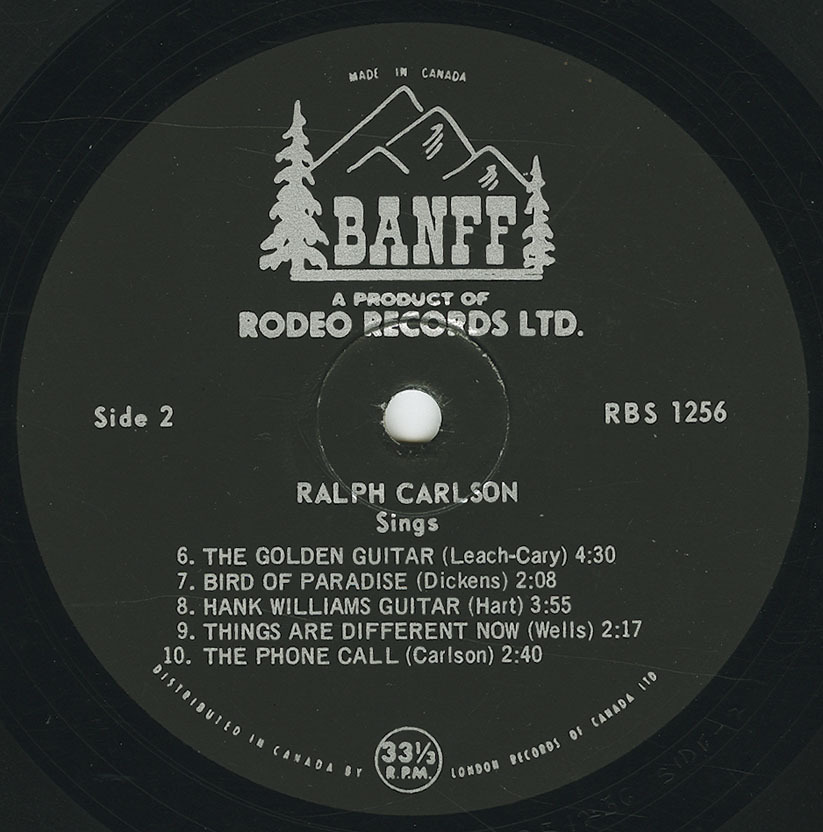 MADE IN CANADA
BANFF
A PRODUCT OF
RODEO RECORDS LTD.
Side 2
RBS 1256
RALPH CARLSON
Sings
6. THE GOLDEN GUITAR (Leach-Cary) 4:30
7. BIRD OF PARADISE (Dickens) 2:08
8. HANK WILLIAMS GUITAR (Hart) 3:55
9. THINGS ARE DIFFERENT NOW (Wells) 2:17
10. THE PHONE CALL (Carlson) 2:40
DISTRIBUTED IN CANADA BY LONDON RECORDS OF CANADA LTD
33⅓
R.P.M.